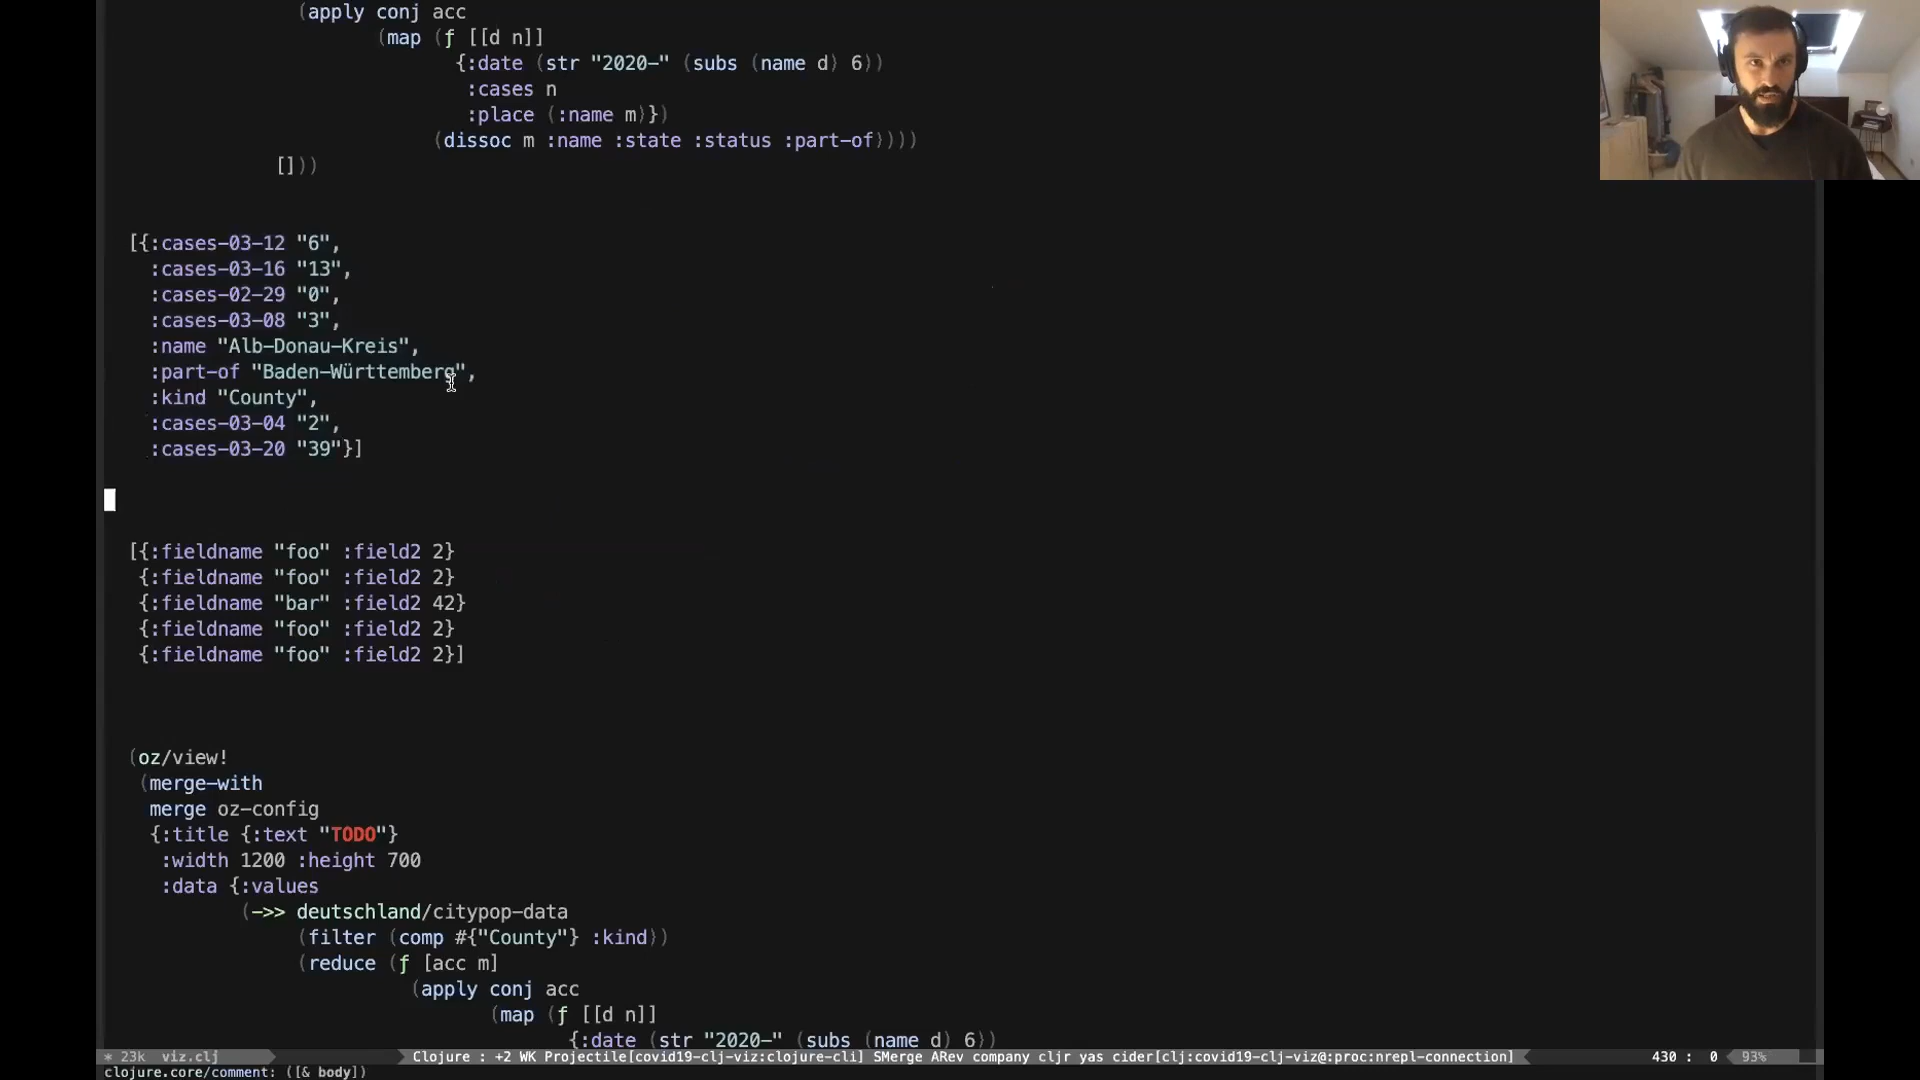 (apply conj acc
(map (ƒ [[d n]]
{:date (str "2020-" (subs (name d) 6))
:cases n
:place (:name m)})
(dissoc m :name :state :status :part-of))))
[]))
[{:cases-03-12 "6",
:cases-03-16 "13",
:cases-02-29 "0",
:cases-03-08 "3",
:name "Alb-Donau-Kreis",
:part-of "Baden-Württemberg",
:kind "County",
:cases-03-04 "2",
:cases-03-20 "39"}]
[{:fieldname "foo" :field2 2}
{:fieldname "foo" :field2 2}
{:fieldname "bar" :field2 42}
{:fieldname "foo" :field2 2}
{:fieldname "foo" :field2 2}]
(oz/view!
(merge-with
merge oz-config
{:title {:text "TODO"}
:width 1200 :height 700
:data {:values
(->> deutschland/citypop-data
(filter (comp #{"County"} :kind))
(reduce (ƒ [acc m]
(apply conj acc
(map (ƒ [[d n]]
{:date (str "2020-" (subs (name d) 6))
* 23k viz.clj Clojure : +2 WK Projectile[covid19-clj-viz:clojure-cli] SMerge ARev company cljr yas cider[clj:covid19-clj-viz@:proc:nrepl-connection] 430 : 0 93%
clojure.core/comment: ([& body])